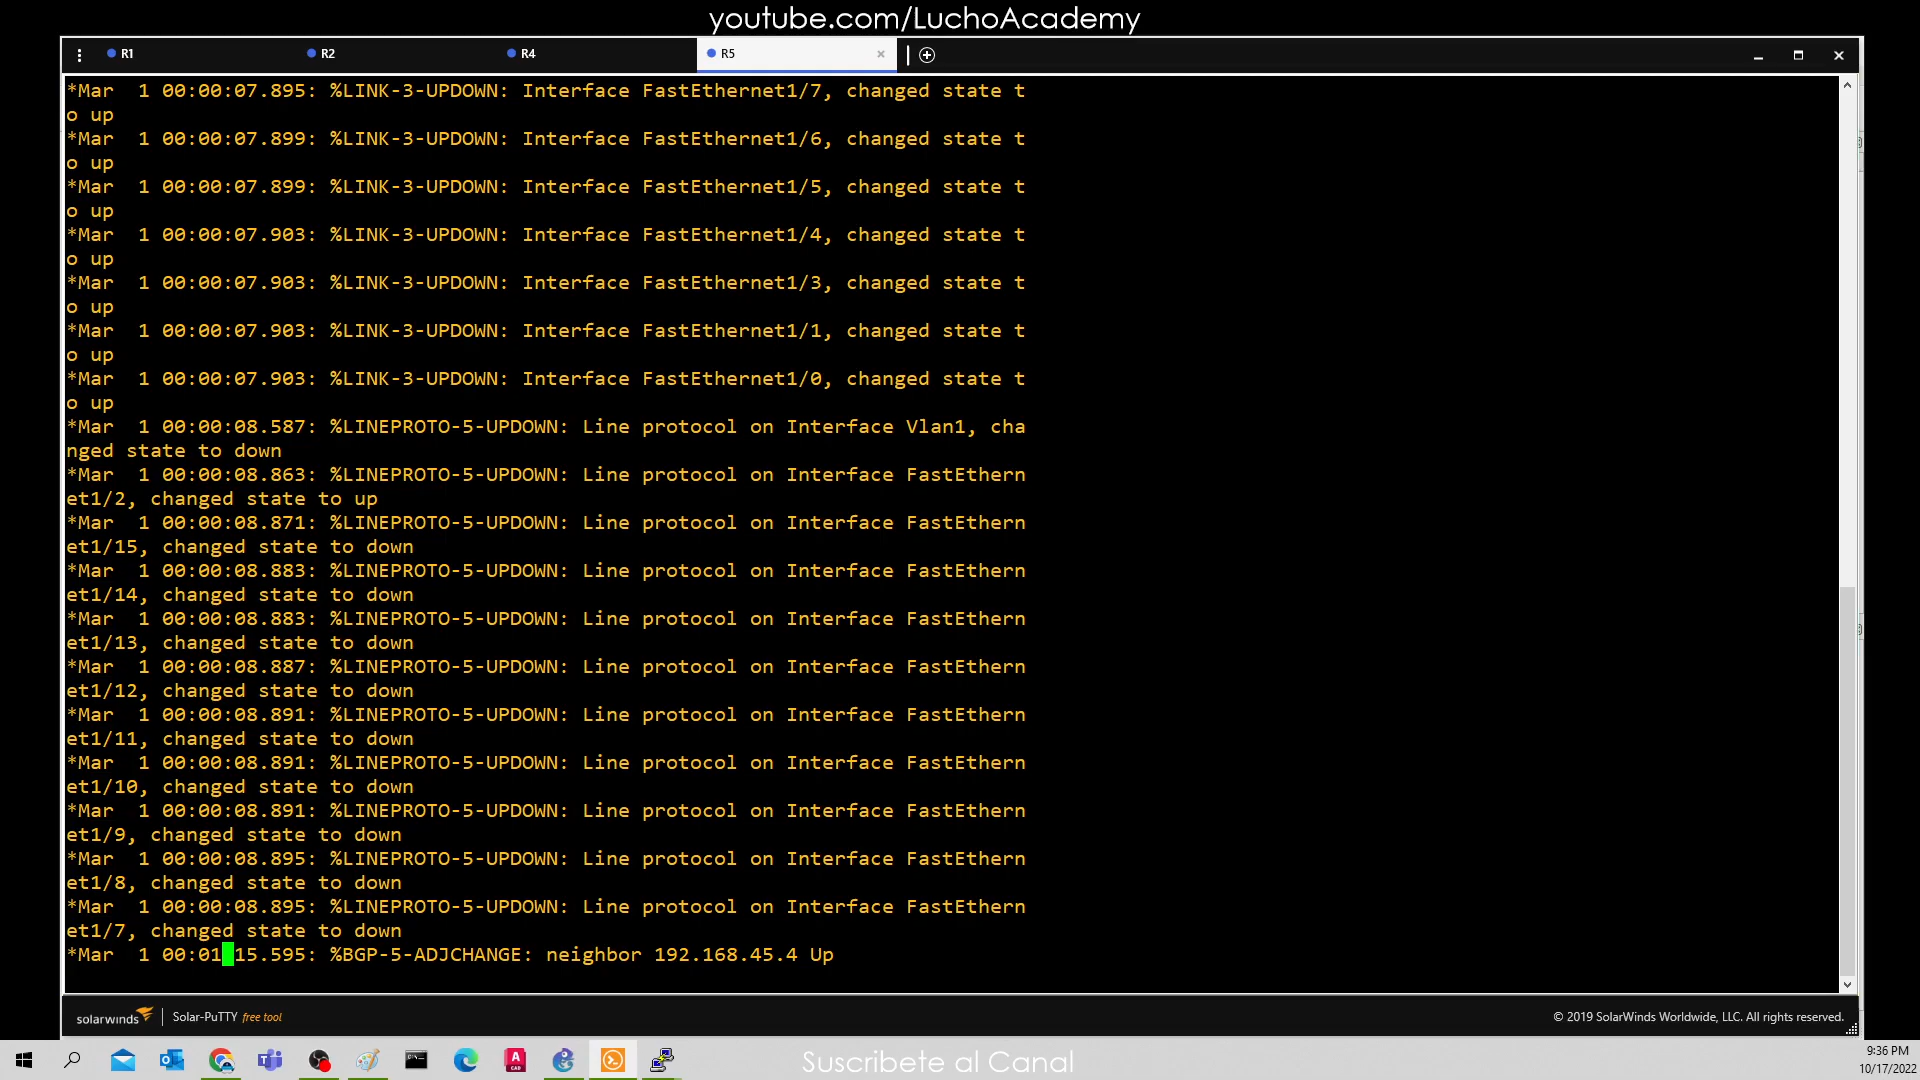 youtube.com/LuchoAcademy
R1
R2
R4
R5
*Mar  1 00:00:07.895: %LINK-3-UPDOWN: Interface FastEthernet1/7, changed state t
o up
*Mar  1 00:00:07.899: %LINK-3-UPDOWN: Interface FastEthernet1/6, changed state t
o up
*Mar  1 00:00:07.899: %LINK-3-UPDOWN: Interface FastEthernet1/5, changed state t
o up
*Mar  1 00:00:07.903: %LINK-3-UPDOWN: Interface FastEthernet1/4, changed state t
o up
*Mar  1 00:00:07.903: %LINK-3-UPDOWN: Interface FastEthernet1/3, changed state t
o up
*Mar  1 00:00:07.903: %LINK-3-UPDOWN: Interface FastEthernet1/1, changed state t
o up
*Mar  1 00:00:07.903: %LINK-3-UPDOWN: Interface FastEthernet1/0, changed state t
o up
*Mar  1 00:00:08.587: %LINEPROTO-5-UPDOWN: Line protocol on Interface Vlan1, cha
nged state to down
*Mar  1 00:00:08.863: %LINEPROTO-5-UPDOWN: Line protocol on Interface FastEthern
et1/2, changed state to up
*Mar  1 00:00:08.871: %LINEPROTO-5-UPDOWN: Line protocol on Interface FastEthern
et1/15, changed state to down
*Mar  1 00:00:08.883: %LINEPROTO-5-UPDOWN: Line protocol on Interface FastEthern
et1/14, changed state to down
*Mar  1 00:00:08.883: %LINEPROTO-5-UPDOWN: Line protocol on Interface FastEthern
et1/13, changed state to down
*Mar  1 00:00:08.887: %LINEPROTO-5-UPDOWN: Line protocol on Interface FastEthern
et1/12, changed state to down
*Mar  1 00:00:08.891: %LINEPROTO-5-UPDOWN: Line protocol on Interface FastEthern
et1/11, changed state to down
*Mar  1 00:00:08.891: %LINEPROTO-5-UPDOWN: Line protocol on Interface FastEthern
et1/10, changed state to down
*Mar  1 00:00:08.891: %LINEPROTO-5-UPDOWN: Line protocol on Interface FastEthern
et1/9, changed state to down
*Mar  1 00:00:08.895: %LINEPROTO-5-UPDOWN: Line protocol on Interface FastEthern
et1/8, changed state to down
*Mar  1 00:00:08.895: %LINEPROTO-5-UPDOWN: Line protocol on Interface FastEthern
et1/7, changed state to down
*Mar  1 00:01 15.595: %BGP-5-ADJCHANGE: neighbor 192.168.45.4 Up
solarwinds Solar-PuTTY free tool
© 2019 SolarWinds Worldwide, LLC. All rights reserved.
Suscribete al Canal
9:36 PM
10/17/2022